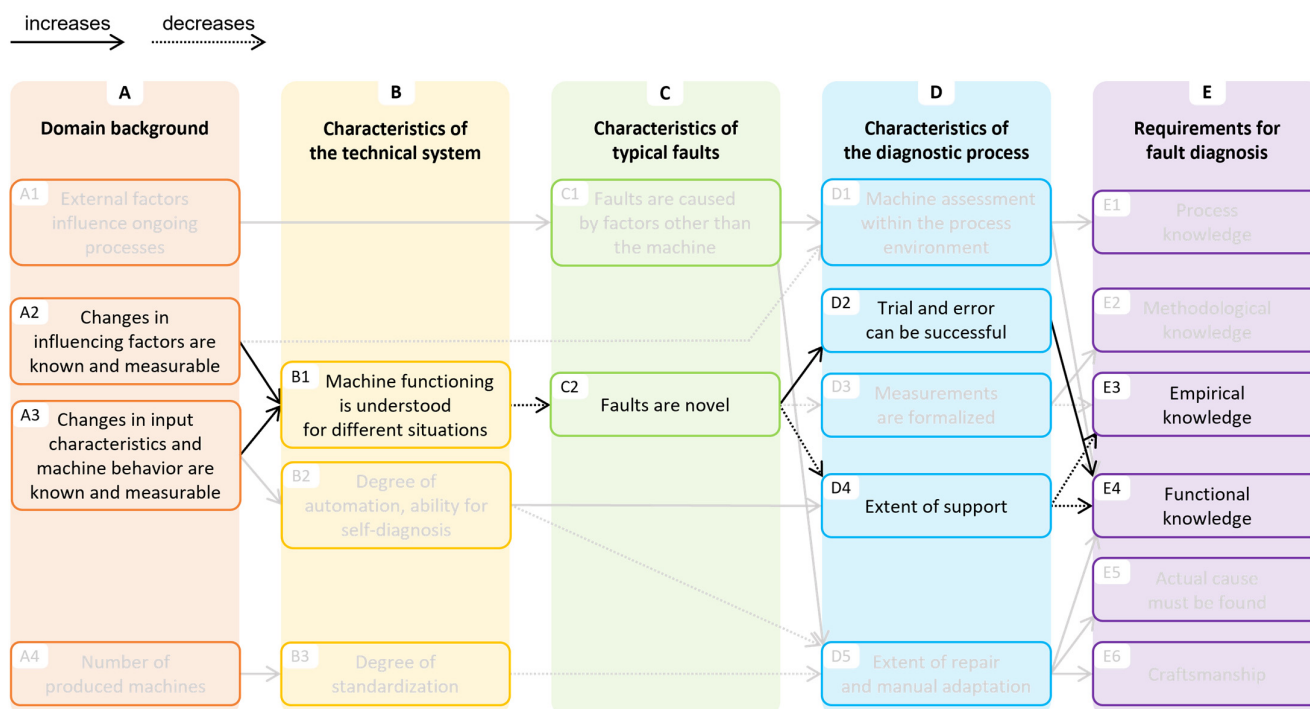 increases
decreases
A
Domain background
A1
External factors
influence ongoing
processes
A2
Changes in
influencing factors are
known and measurable
A3
Changes in input
characteristics and
machine behavior are
known and measurable
A4
Number of
produced machines
B
Characteristics of
the technical system
B1
Machine functioning
is understood
for different situations
B2
Degree of
automation, ability for
self-diagnosis
B3
Degree of
standardization
C
Characteristics of
typical faults
C1
Faults are caused
by factors other than
the machine
C2
Faults are novel
D
Characteristics of
the diagnostic process
D1
Machine assessment
within the process
environment
D2
Trial and error
can be successful
D3
Measurements
are formalized
D4
Extent of support
D5
Extent of repair
and manual adaptation
E
Requirements for
fault diagnosis
E1
Process
knowledge
E2
Methodological
knowledge
E3
Empirical
knowledge
E4
Functional
knowledge
E5
Actual cause
must be found
E6
Craftsmanship